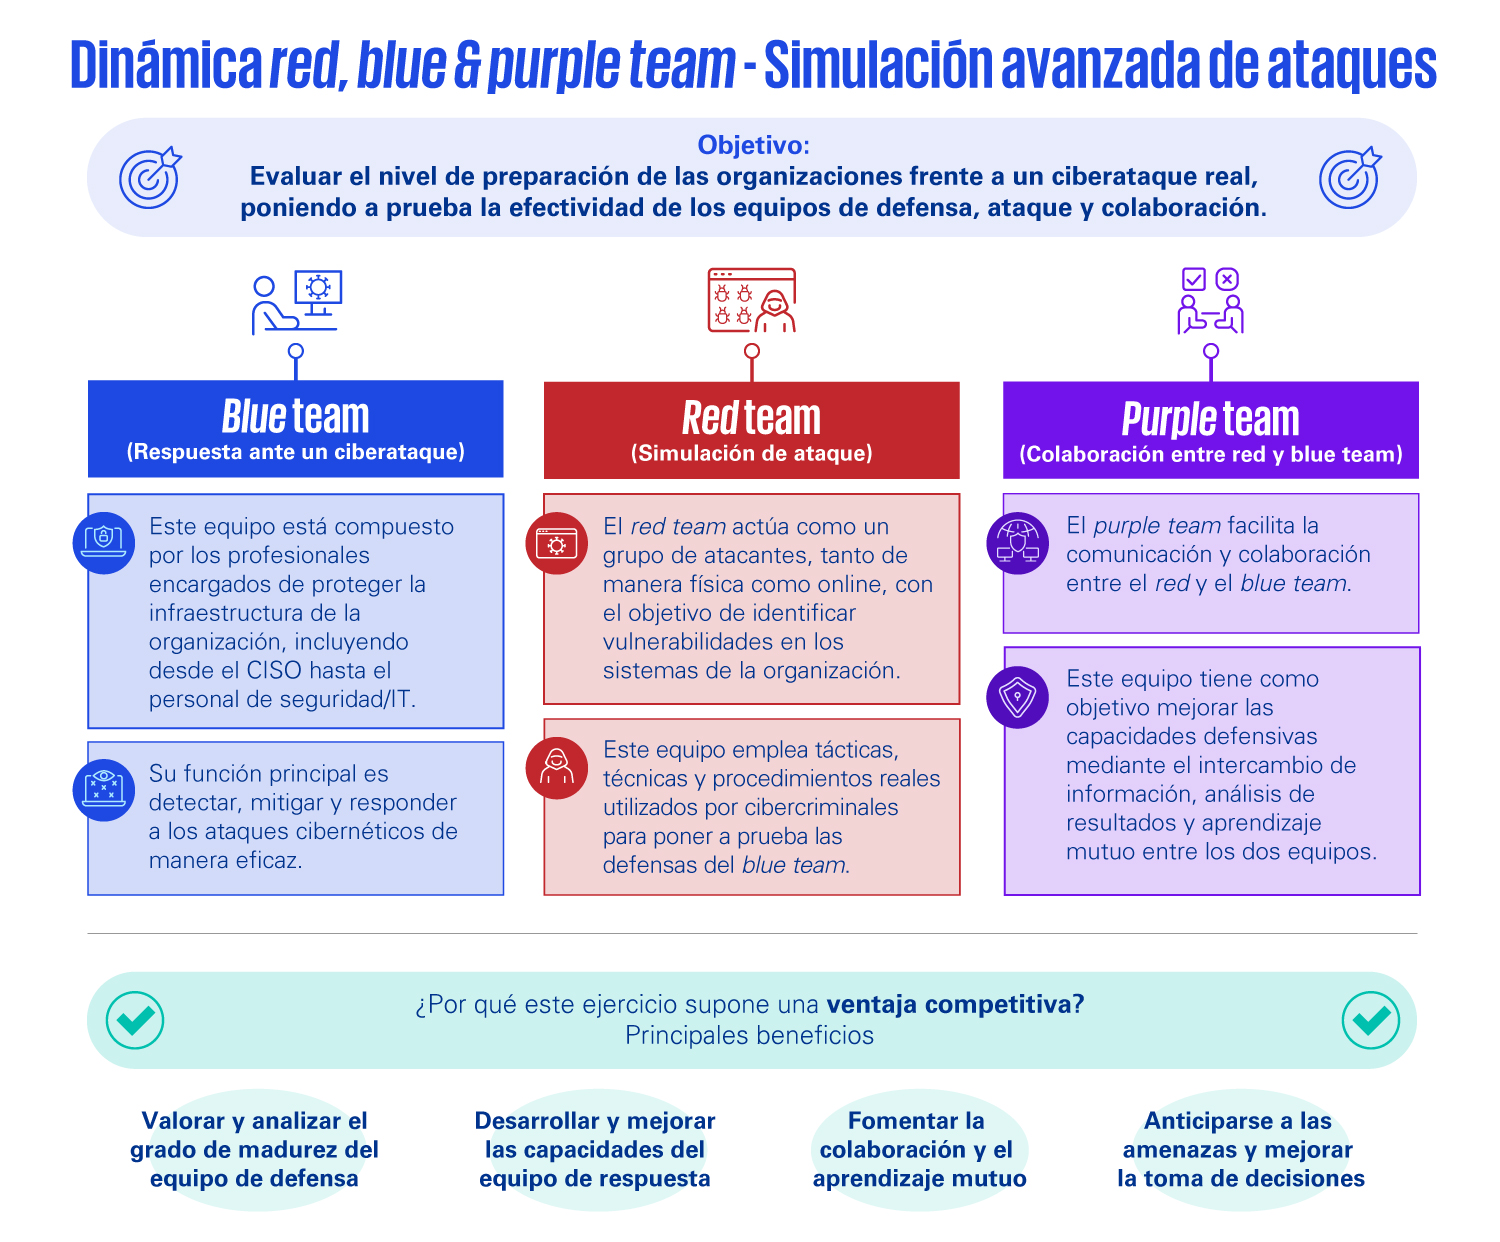 Dinámica red, blue & purple team - Simulación avanzada de ataques
Objetivo:
Evaluar el nivel de preparación de las organizaciones frente a un ciberataque real,
poniendo a prueba la efectividad de los equipos de defensa, ataque y colaboración.
Blue team
(Respuesta ante un ciberataque)
Este equipo está compuesto
por los profesionales
encargados de proteger la
infraestructura de la
organización, incluyendo
desde el CISO hasta el
personal de seguridad/IT.
Su función principal es
detectar, mitigar y responder
a los ataques cibernéticos de
manera eficaz.
Red team
(Simulación de ataque)
El red team actúa como un
grupo de atacantes, tanto de
manera física como online, con
el objetivo de identificar
vulnerabilidades en los
sistemas de la organización.
Este equipo emplea tácticas,
técnicas y procedimientos reales
utilizados por cibercriminales
para poner a prueba las
defensas del blue team.
Purple team
(Colaboración entre red y blue team)
El purple team facilita la
comunicación y colaboración
entre el red y el blue team.
Este equipo tiene como
objetivo mejorar las
capacidades defensivas
mediante el intercambio de
información, análisis de
resultados y aprendizaje
mutuo entre los dos equipos.
¿Por qué este ejercicio supone una ventaja competitiva?
Principales beneficios
Valorar y analizar el
grado de madurez del
equipo de defensa
Desarrollar y mejorar
las capacidades del
equipo de respuesta
Fomentar la
colaboración y el
aprendizaje mutuo
Anticiparse a las
amenazas y mejorar
la toma de decisiones